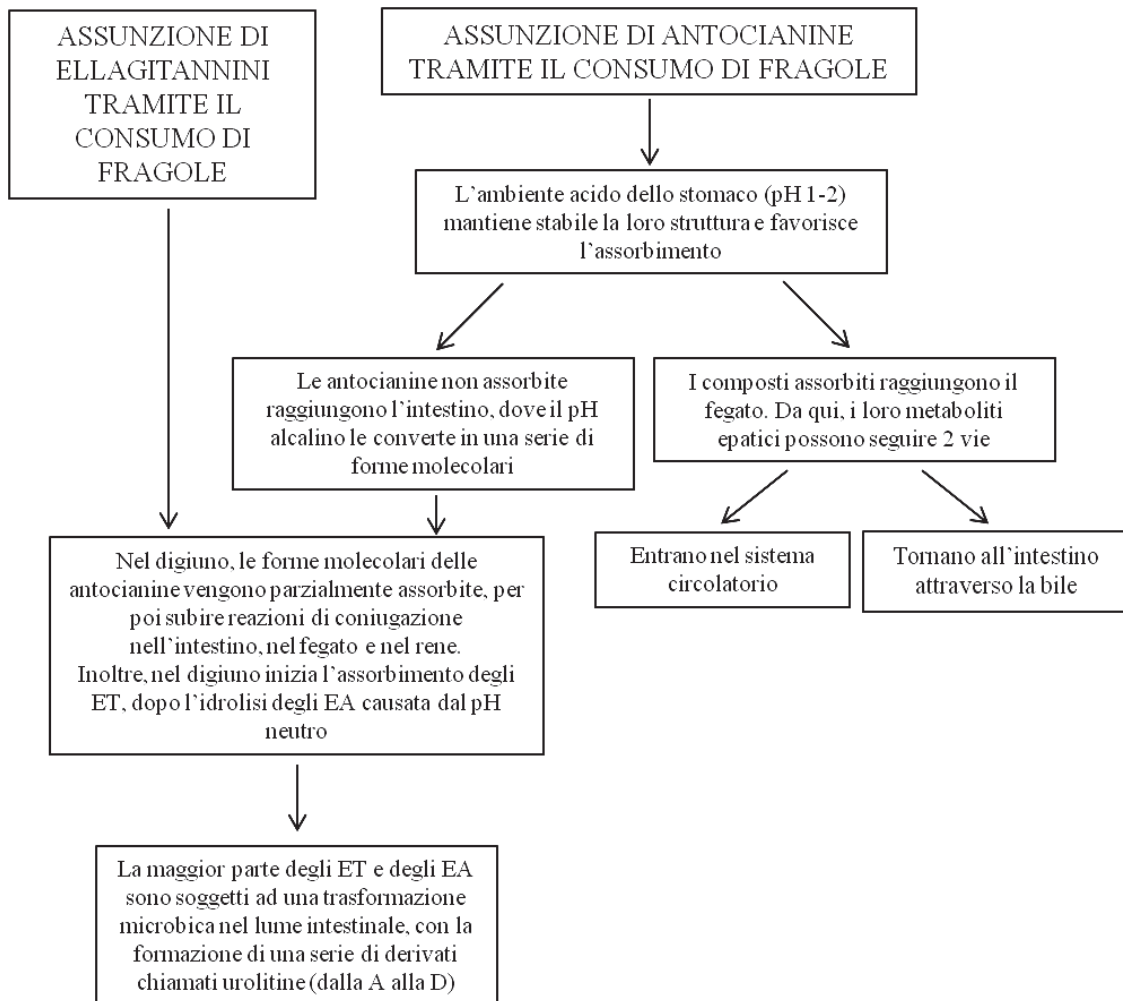 ASSUNZIONE DI
ELLAGITANNINI
TRAMITE IL
CONSUMO DI
FRAGOLE
ASSUNZIONE DI ANTOCIANINE
TRAMITE IL CONSUMO DI FRAGOLE
L’ambiente acido dello stomaco (pH 1-2)
mantiene stabile la loro struttura e favorisce
l’assorbimento
Le antocianine non assorbite
raggiungono l’intestino, dove il pH
alcalino le converte in una serie di
forme molecolari
I composti assorbiti raggiungono il
fegato. Da qui, i loro metaboliti
epatici possono seguire 2 vie
Entrano nel sistema
circolatorio
Tornano all’intestino
attraverso la bile
Nel digiuno, le forme molecolari delle
antocianine vengono parzialmente assorbite, per
poi subire reazioni di coniugazione
nell’intestino, nel fegato e nel rene.
Inoltre, nel digiuno inizia l’assorbimento degli
ET, dopo l’idrolisi degli EA causata dal pH
neutro
La maggior parte degli ET e degli EA
sono soggetti ad una trasformazione
microbica nel lume intestinale, con la
formazione di una serie di derivati
chiamati urolitine (dalla A alla D)